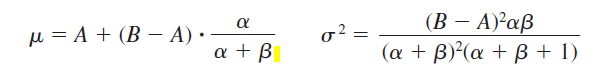 μ = A + (B − A) · α / (α + β) σ² = (B − A)²αβ / ((α + β)²(α + β + 1))